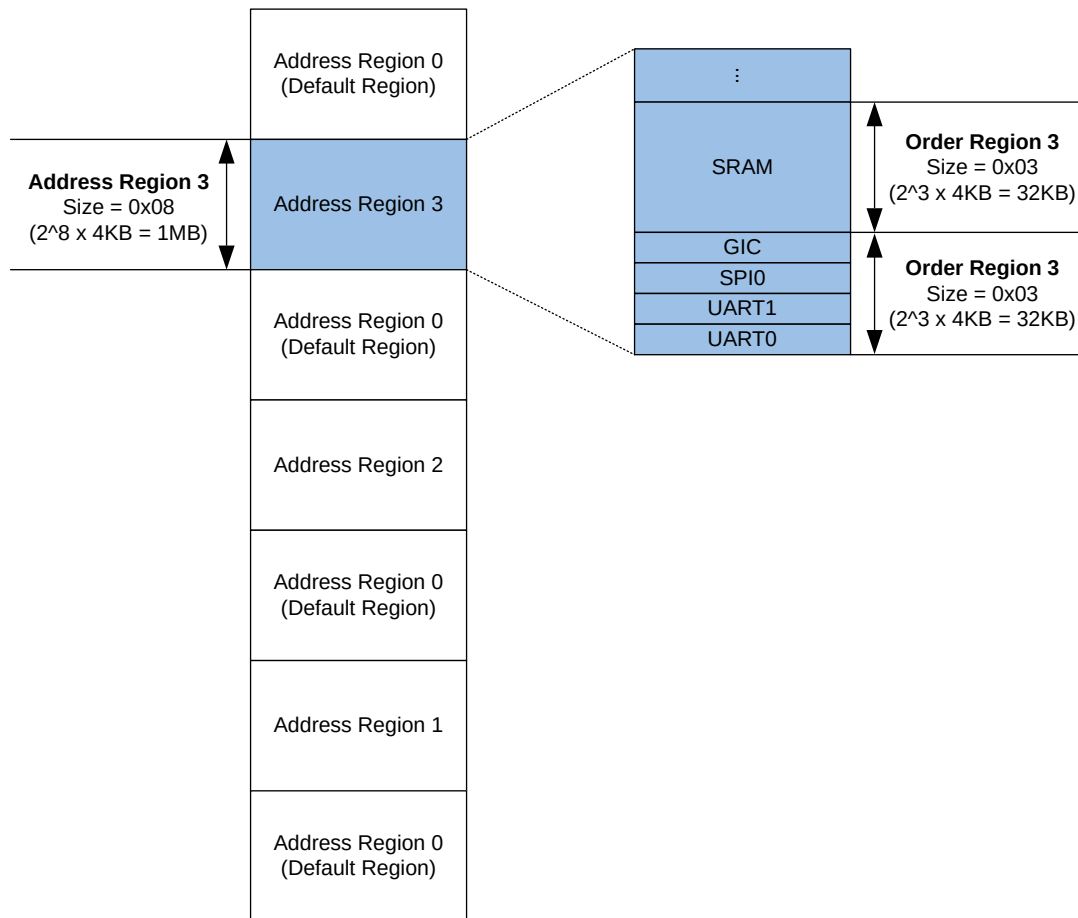 Address Region 0
(Default Region)
Address Region 3
Size = 0x08
(2^8 x 4KB = 1MB)
Address Region 3
Address Region 0
(Default Region)
Address Region 2
Address Region 0
(Default Region)
Address Region 1
Address Region 0
(Default Region)
⋮
SRAM
Order Region 3
Size = 0x03
(2^3 x 4KB = 32KB)
GIC
SPI0
UART1
UART0
Order Region 3
Size = 0x03
(2^3 x 4KB = 32KB)